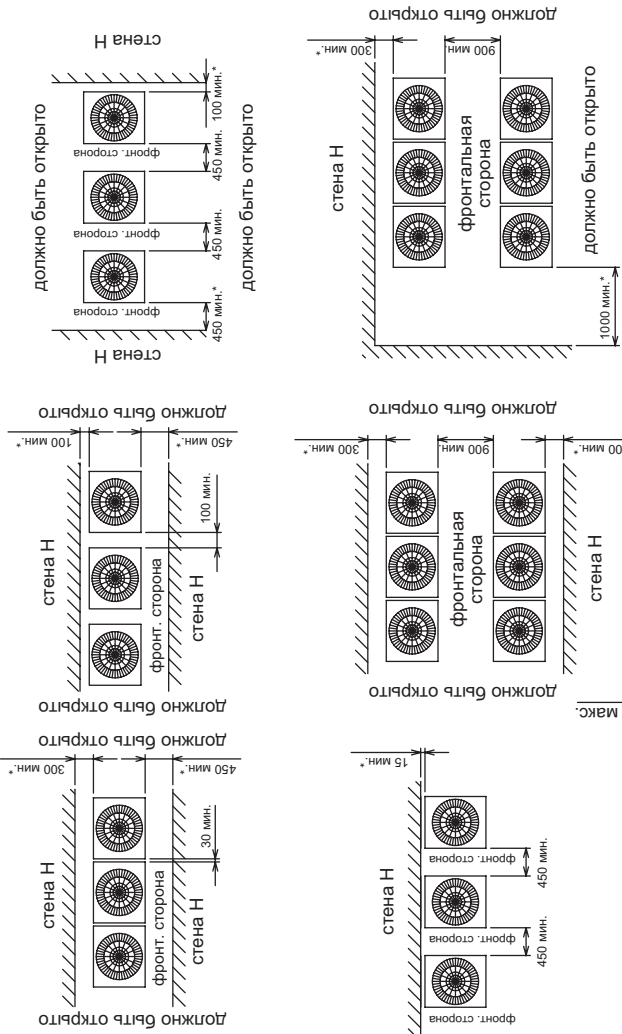 стена H
должно быть открыто
100 мин.*
фронт. сторона
450 мин.
фронт. сторона
450 мин.
фронт. сторона
450 мин.*
должно быть открыто
стена H
должно быть открыто
300 мин.*
900 мин.
стена H
фронтальная
сторона
должно быть открыто
1000 мин.*
должно быть открыто
100 мин.*
450 мин.*
стена H
100 мин.
фронт. сторона
стена H
должно быть открыто
должно быть открыто
300 мин.*
900 мин.
стена H
фронтальная
сторона
стена H
должно быть открыто
макс.
должно быть открыто
300 мин.*
450 мин.*
стена H
30 мин.
фронт. сторона
стена H
должно быть открыто
15 мин.*
стена H
фронт. сторона
450 мин.
фронт. сторона
450 мин.
фронт. сторона